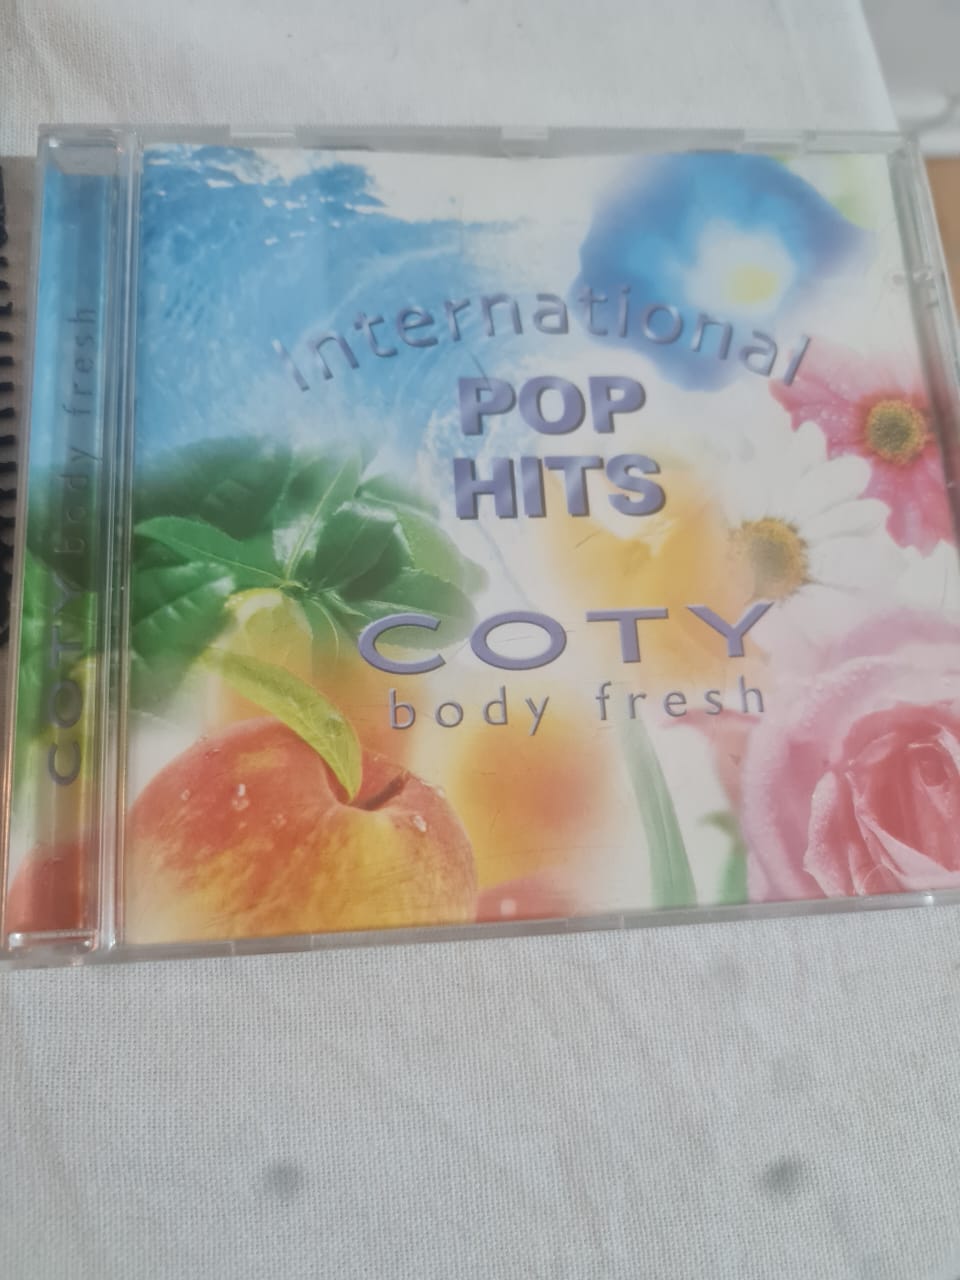 International
POP
HITS
COTY
body fresh
COTY body fresh